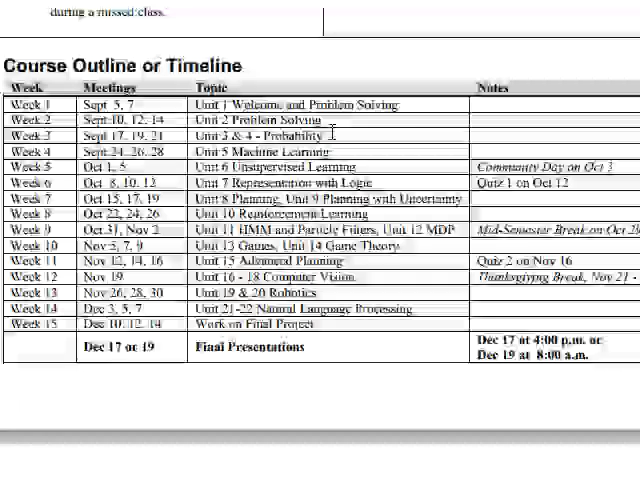 during a missed class.
Course Outline or Timeline
Week Meetings Topic Notes
Week 1 Sept 5, 7 Unit 1 Welcome and Problem Solving
Week 2 Sept 10, 12, 14 Unit 2 Problem Solving
Week 3 Sept 17, 19, 21 Unit 3 & 4 - Probability
Week 4 Sept 24, 26, 28 Unit 5 Machine Learning
Week 5 Oct 1, 5 Unit 6 Unsupervised Learning Community Day on Oct 3
Week 6 Oct 8, 10, 12 Unit 7 Representation with Logic Quiz 1 on Oct 12
Week 7 Oct 15, 17, 19 Unit 8 Planning, Unit 9 Planning with Uncertainty
Week 8 Oct 22, 24, 26 Unit 10 Reinforcement Learning
Week 9 Oct 31, Nov 2 Unit 11 HMM and Particle Filters, Unit 12 MDP Mid-Semester Break on Oct
Week 10 Nov 5, 7, 9 Unit 13 Games, Unit 14 Game Theory
Week 11 Nov 12, 14, 16 Unit 15 Advanced Planning Quiz 2 on Nov 16
Week 12 Nov 19 Unit 16 - 18 Computer Vision Thanksgiving Break, Nov 21 -
Week 13 Nov 26, 28, 30 Unit 19 & 20 Robotics
Week 14 Dec 3, 5, 7 Unit 21-22 Natural Language Processing
Week 15 Dec 10, 12, 14 Work on Final Project
Dec 17 or 19 Final Presentations Dec 17 at 4:00 p.m. or
Dec 19 at 8:00 a.m.